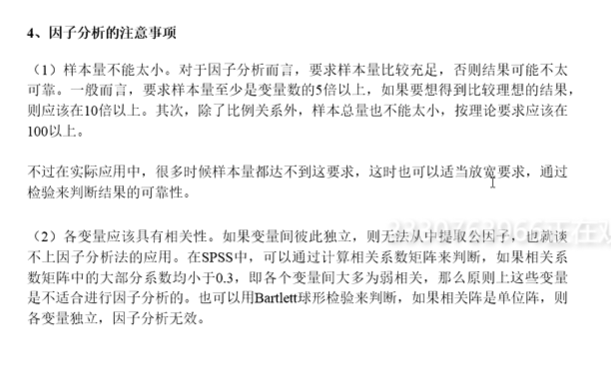 4、因子分析的注意事项
（1）样本量不能太小。对于因子分析而言，要求样本量比较充足，否则结果可能不太
可靠。一般而言，要求样本量至少是变量数的5倍以上，如果要想得到比较理想的结果，
则应该在10倍以上。其次，除了比例关系外，样本总量也不能太小，按理论要求应该在
100以上。
不过在实际应用中，很多时候样本量都达不到这要求，这时也可以适当放宽要求，通过
检验来判断结果的可靠性。
（2）各变量应该具有相关性。如果变量间彼此独立，则无法从中提取公因子，也就谈
不上因子分析法的应用。在SPSS中，可以通过计算相关系数矩阵来判断，如果相关系
数矩阵中的大部分系数均小于0.3，即各个变量间大多为弱相关，那么原则上这些变量
是不适合进行因子分析的。也可以用Bartlett球形检验来判断，如果相关阵是单位阵，则
各变量独立，因子分析无效。